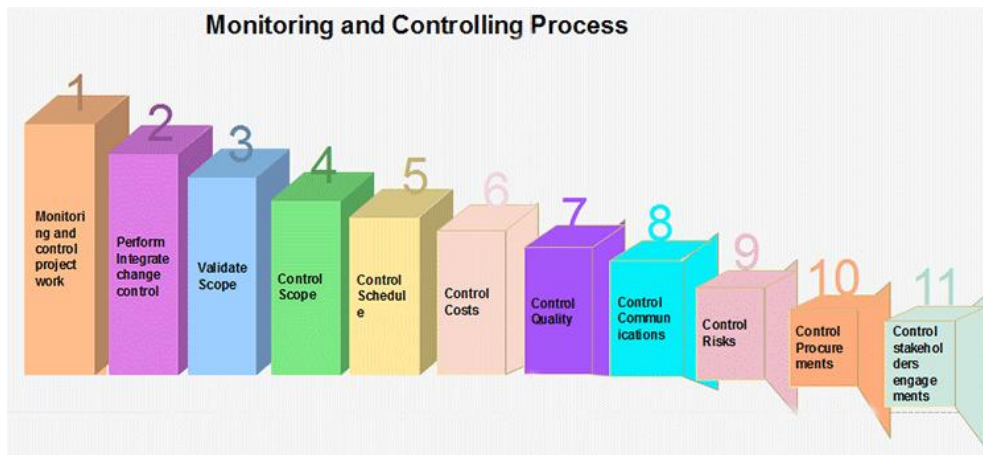 Monitoring and Controlling Process
1
Monitori
ng and
control
project
work
2
Perform
Integrate
change
control
3
Validate
Scope
4
Control
Scope
5
Control
Schedul
e
6
Control
Costs
7
Control
Quality
8
Control
Commun
ications
9
Control
Risks
10
Control
Procure
ments
11
Control
stakehol
ders
engage
ments